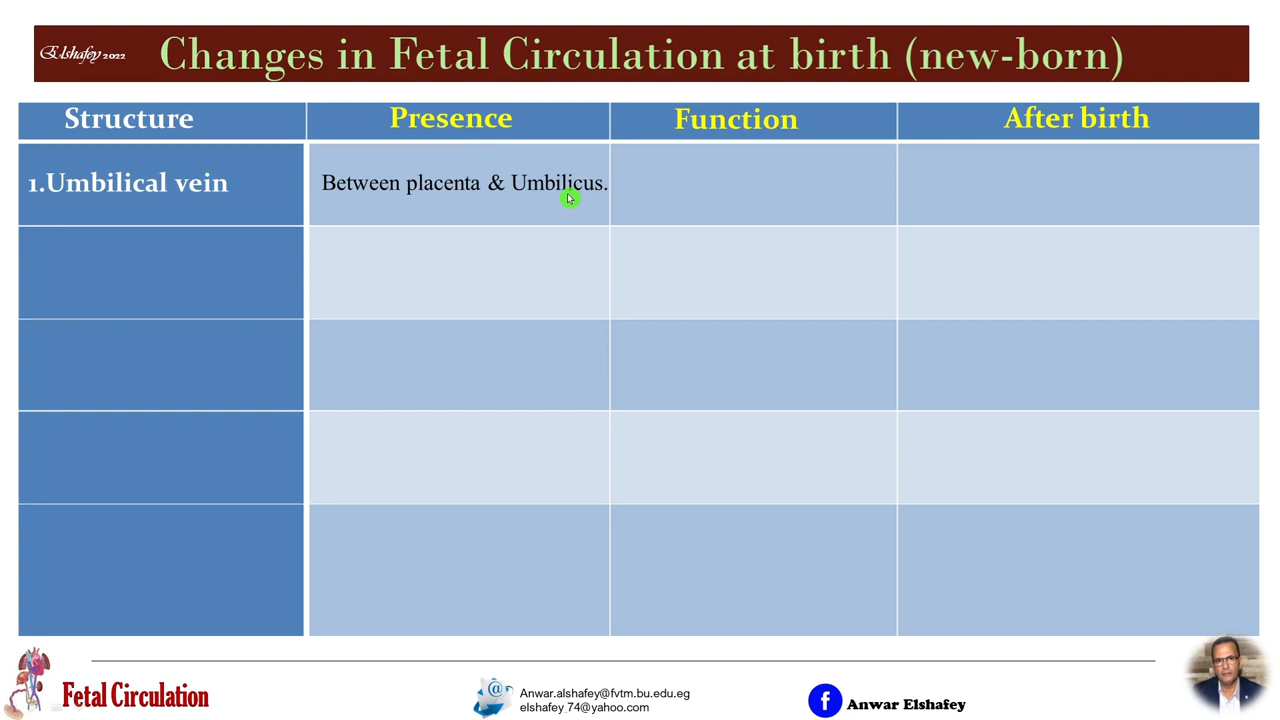 Elshafey 2022
Changes in Fetal Circulation at birth (new-born)
Structure Presence Function After birth
1.Umbilical vein Between placenta & Umbilicus.
Fetal Circulation
@
Anwar.alshafey@fvtm.bu.edu.eg
elshafey 74@yahoo.com
f Anwar Elshafey